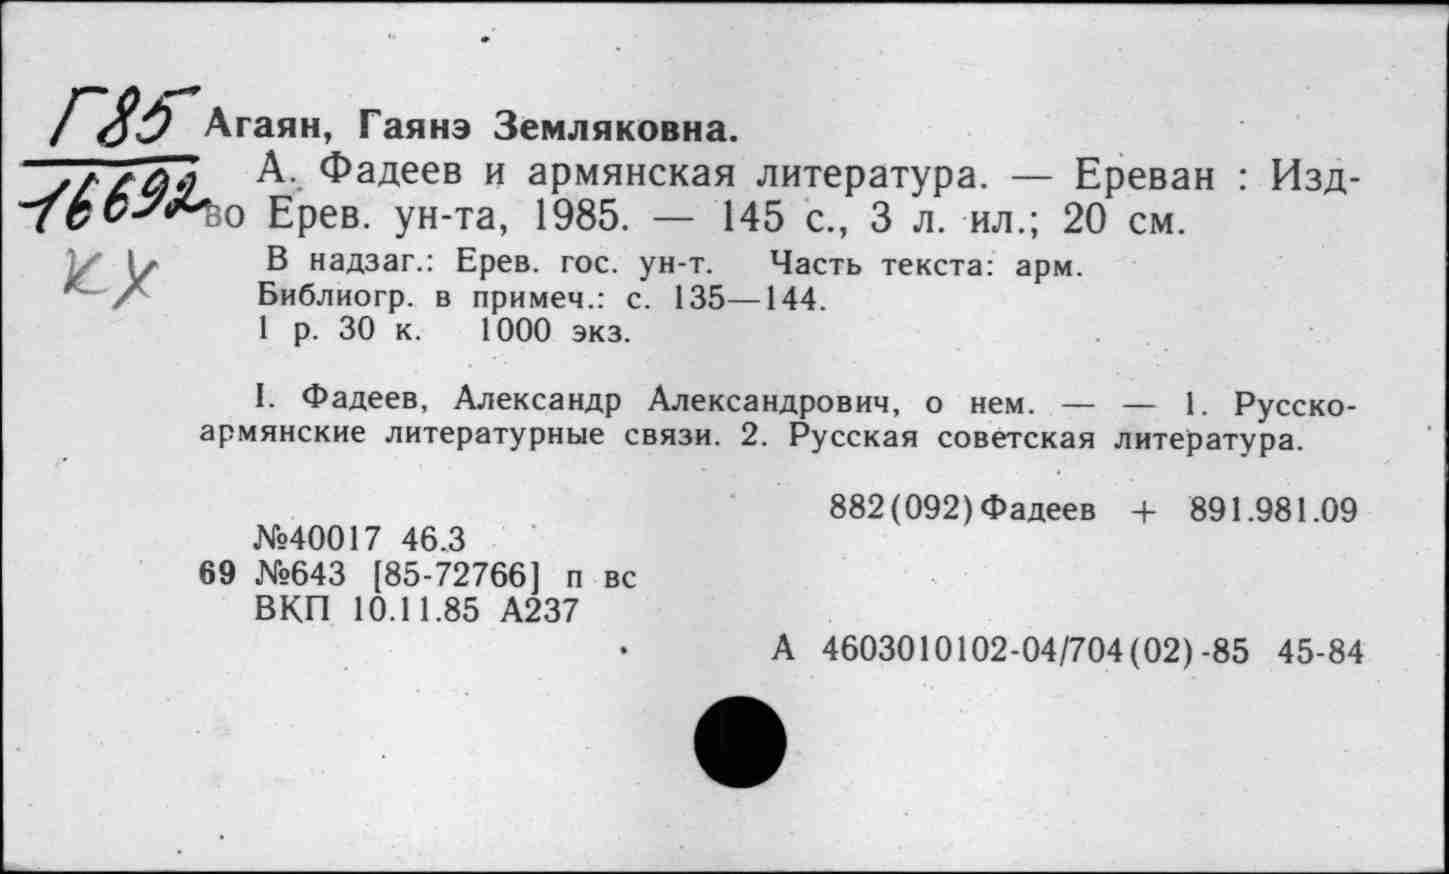 Г85
16692
КХ
Агаян, Гаянэ Земляковна.
А. Фадеев и армянская литература. — Ереван : Изд-
во Ерев. ун-та, 1985. — 145 с., 3 л. ил.; 20 см.
В надзаг.: Ерев. гос. ун-т. Часть текста: арм.
Библиогр. в примеч.: с. 135—144.
1 р. 30 к. 1000 экз.
I. Фадеев, Александр Александрович, о нем. — — 1. Русско-
армянские литературные связи. 2. Русская советская литература.
882(092)Фадеев + 891.981.09
№40017 46.3
69 №643 [85-72766] п вс
ВКП 10.11.85 А237
А 4603010102-04/704(02)-85 45-84